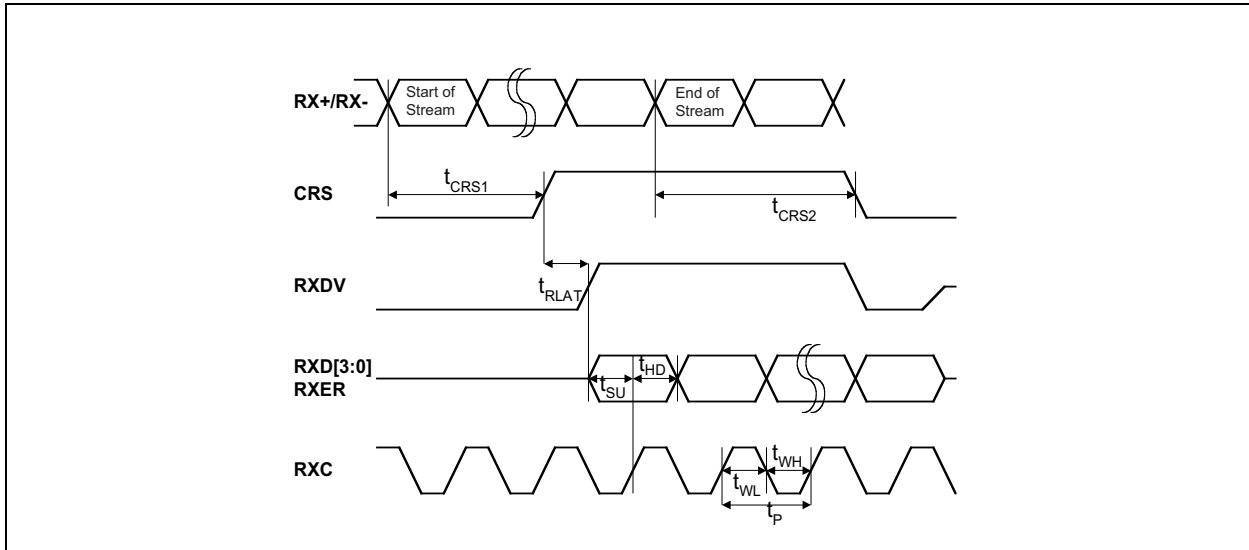 RX+/RX-
Start of
Stream
End of
Stream
CRS
tCRS1
tCRS2
RXDV
tRLAT
RXD[3:0]
RXER
tSU
tHD
RXC
tWL
tWH
tP